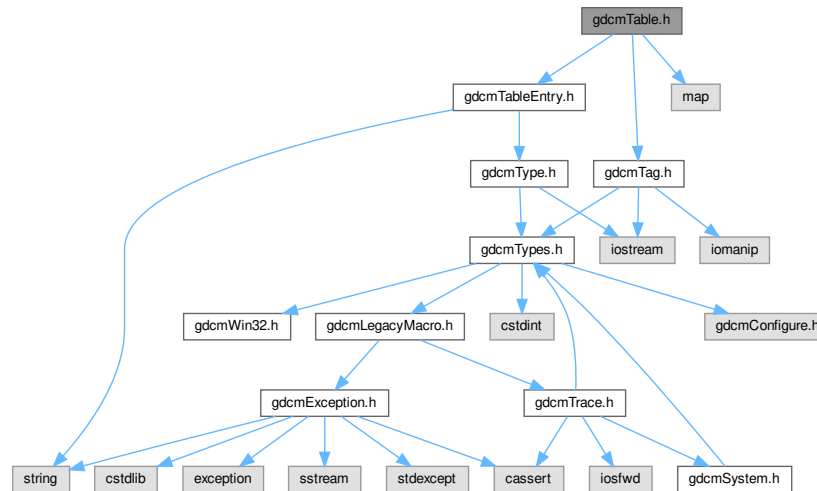 gdcmTable.h
gdcmTableEntry.h
map
gdcmType.h
gdcmTag.h
gdcmTypes.h
iostream
iomanip
gdcmWin32.h
gdcmLegacyMacro.h
cstdint
gdcmConfigure.h
gdcmException.h
gdcmTrace.h
string
cstdlib
exception
sstream
stdexcept
cassert
iosfwd
gdcmSystem.h